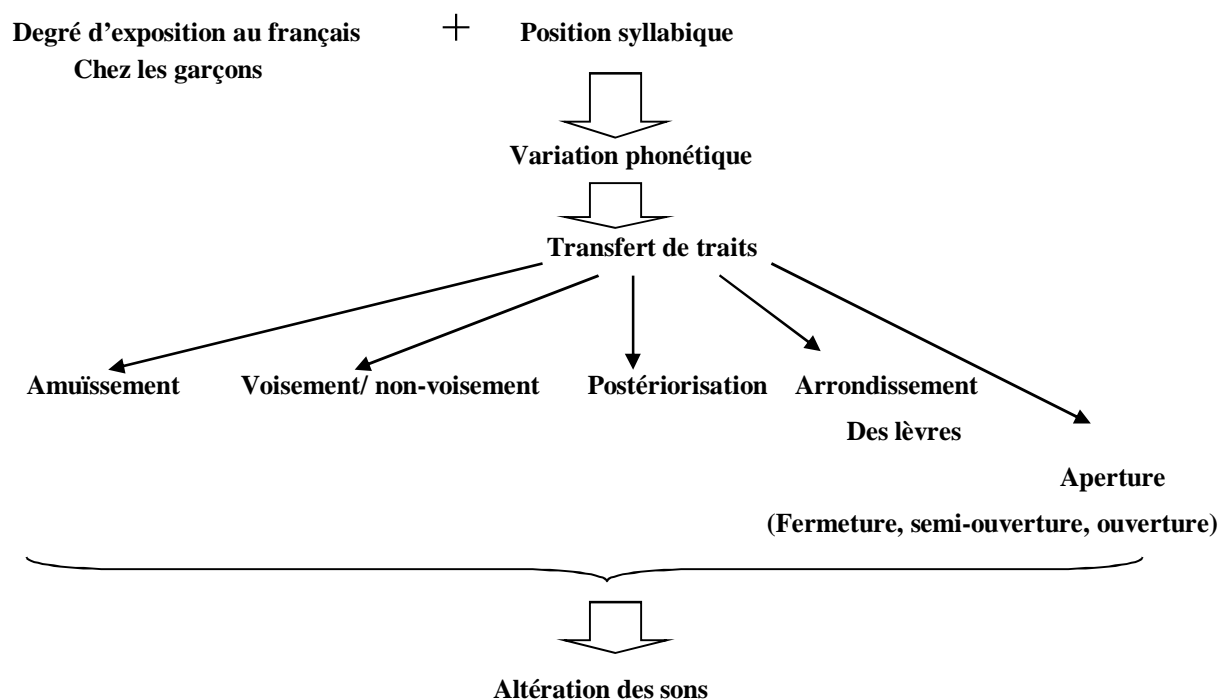 Degré d'exposition au français + Position syllabique
Chez les garçons
Variation phonétique
Transfert de traits
Amuïssement Voisement/ non-voisement Postériorisation Arrondissement
Des lèvres
Aperture
(Fermeture, semi-ouverture, ouverture)
Altération des sons